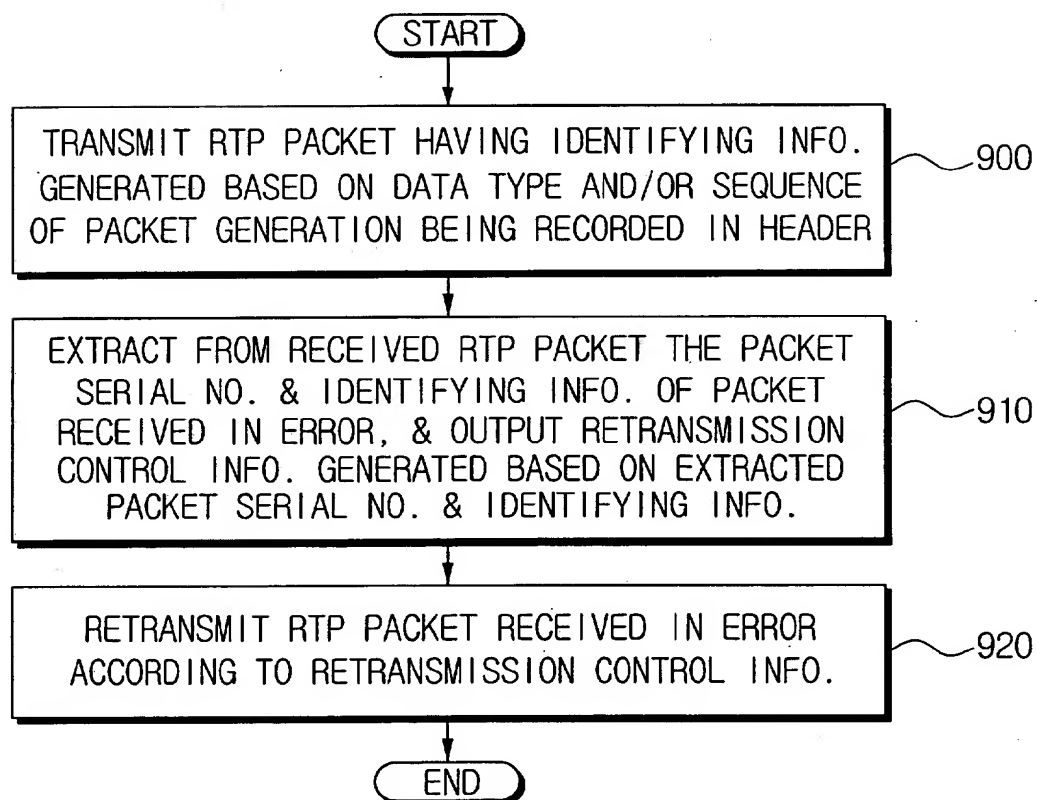 START
TRANSMIT RTP PACKET HAVING IDENTIFYING INFO.
GENERATED BASED ON DATA TYPE AND/OR SEQUENCE
OF PACKET GENERATION BEING RECORDED IN HEADER
900
EXTRACT FROM RECEIVED RTP PACKET THE PACKET
SERIAL NO. & IDENTIFYING INFO. OF PACKET
RECEIVED IN ERROR, & OUTPUT RETRANSMISSION
CONTROL INFO. GENERATED BASED ON EXTRACTED
PACKET SERIAL NO. & IDENTIFYING INFO.
910
RETRANSMIT RTP PACKET RECEIVED IN ERROR
ACCORDING TO RETRANSMISSION CONTROL INFO.
920
END